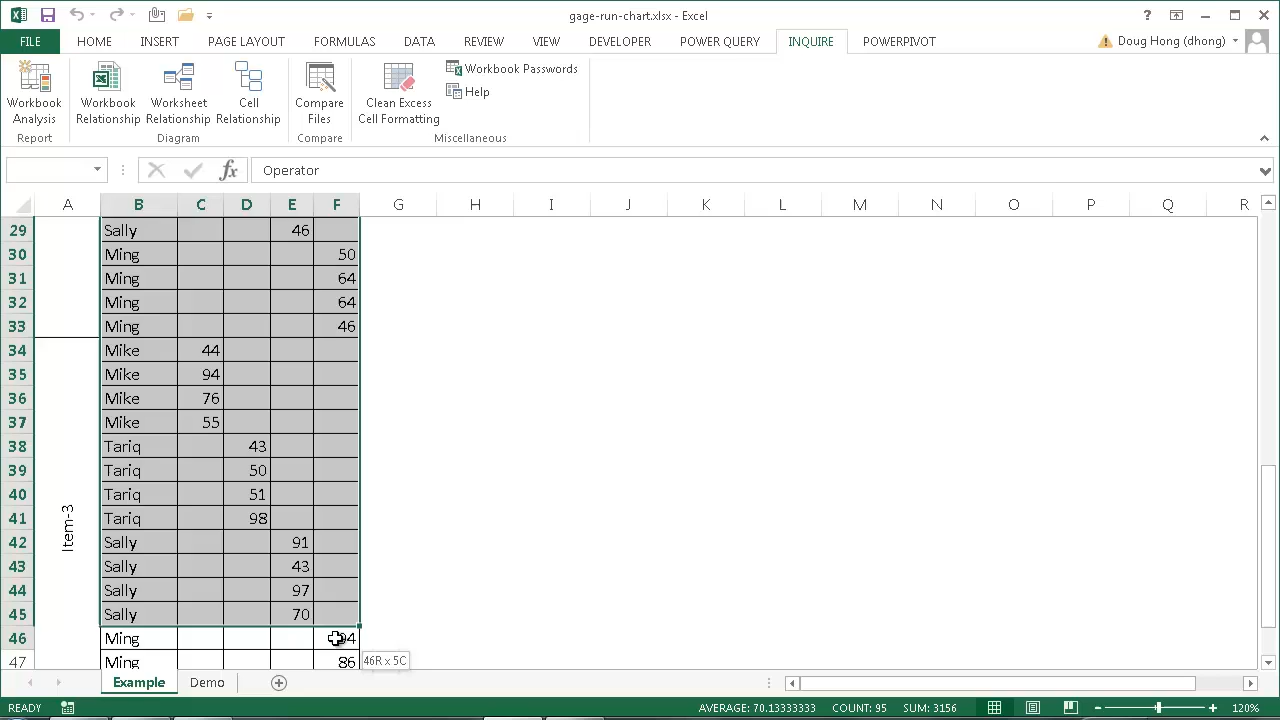 gage-run-chart.xlsx - Excel
FILE HOME INSERT PAGE LAYOUT FORMULAS DATA REVIEW VIEW DEVELOPER POWERQUERY INQUIRE POWERPIVOT Doug Hong (dhong)
Workbook Analysis
Workbook Relationship
Worksheet Relationship
Cell Relationship
Compare Files
Clean Excess Cell Formatting
Workbook Passwords
Help
Report Diagram Compare Miscellaneous
fx Operator
A B C D E F G H I J K L M N O P Q R
29 Sally 46
30 Ming 50
31 Ming 64
32 Ming 64
33 Ming 46
34 Mike 44
35 Mike 94
36 Mike 76
37 Mike 55
38 Tariq 43
39 Tariq 50
40 Tariq 51
41 Tariq 98
Item-3
42 Sally 91
43 Sally 43
44 Sally 97
45 Sally 70
46 Ming
47 Ming 86
46R x 5C
Example Demo
READY AVERAGE: 70.13333333 COUNT: 95 SUM: 3156 120%